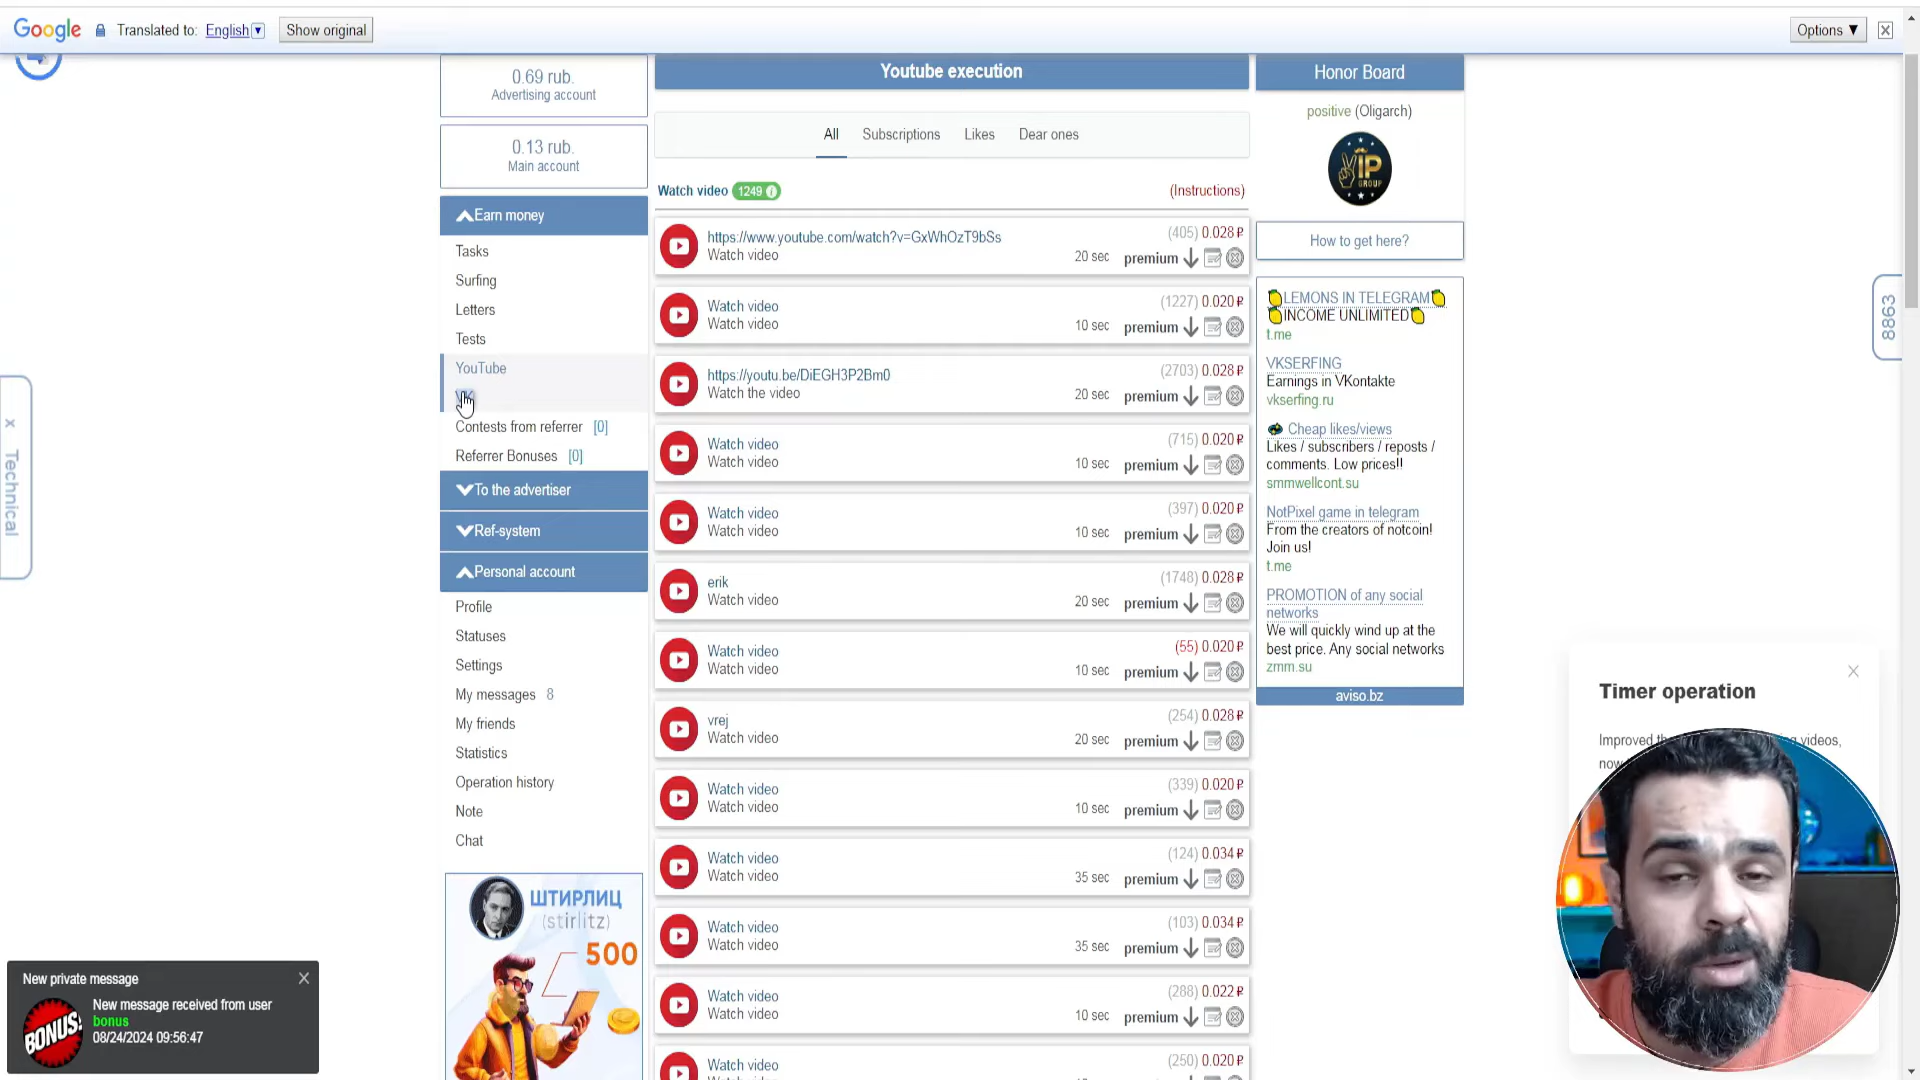 Google Translated to: English▼ Show original Options ▼
0.69 rub.
Advertising account
0.13 rub.
Main account
Earn money
Tasks
Surfing
Letters
Tests
YouTube
Contests from referrer [0]
Referrer Bonuses [0]
To the advertiser
Ref-system
Personal account
Profile
Statuses
Settings
My messages 8
My friends
Statistics
Operation history
Note
Chat
ШТИРЛИЦ
(stirlitz)
500
Youtube execution
All Subscriptions Likes Dear ones
Watch video 1249 (Instructions)
https://www.youtube.com/watch?v=GxWhOzT9bSs (405) 0.028 ₽
Watch video 20 sec premium
Watch video (1227) 0.020 ₽
Watch video 10 sec premium
https://youtu.be/DiEGH3P2Bm0 (2703) 0.028 ₽
Watch the video 20 sec premium
Watch video (715) 0.020 ₽
Watch video 10 sec premium
Watch video (397) 0.020 ₽
Watch video 10 sec premium
erik (1748) 0.028 ₽
Watch video 20 sec premium
Watch video (55) 0.020 ₽
Watch video 10 sec premium
vrej (254) 0.028 ₽
Watch video 20 sec premium
Watch video (339) 0.020 ₽
Watch video 10 sec premium
Watch video (124) 0.034 ₽
Watch video 35 sec premium
Watch video (103) 0.034 ₽
Watch video 35 sec premium
Watch video (288) 0.022 ₽
Watch video 10 sec premium
Watch video (250) 0.020 ₽
Honor Board
positive (Oligarch)
VIP
GROUP
How to get here?
LEMONS IN TELEGRAM
INCOME UNLIMITED
t.me
VKSERFING
Earnings in VKontakte
vkserfing.ru
Cheap likes/views
Likes / subscribers / reposts /
comments. Low prices!!
smmwellcont.su
NotPixel game in telegram
From the creators of notcoin!
Join us!
t.me
PROMOTION of any social
networks
We will quickly wind up at the
best price. Any social networks
zmm.su
aviso.bz
8863
x Technical
Timer operation
Improved videos,
New private message
BONUS!
New message received from user
bonus
08/24/2024 09:56:47